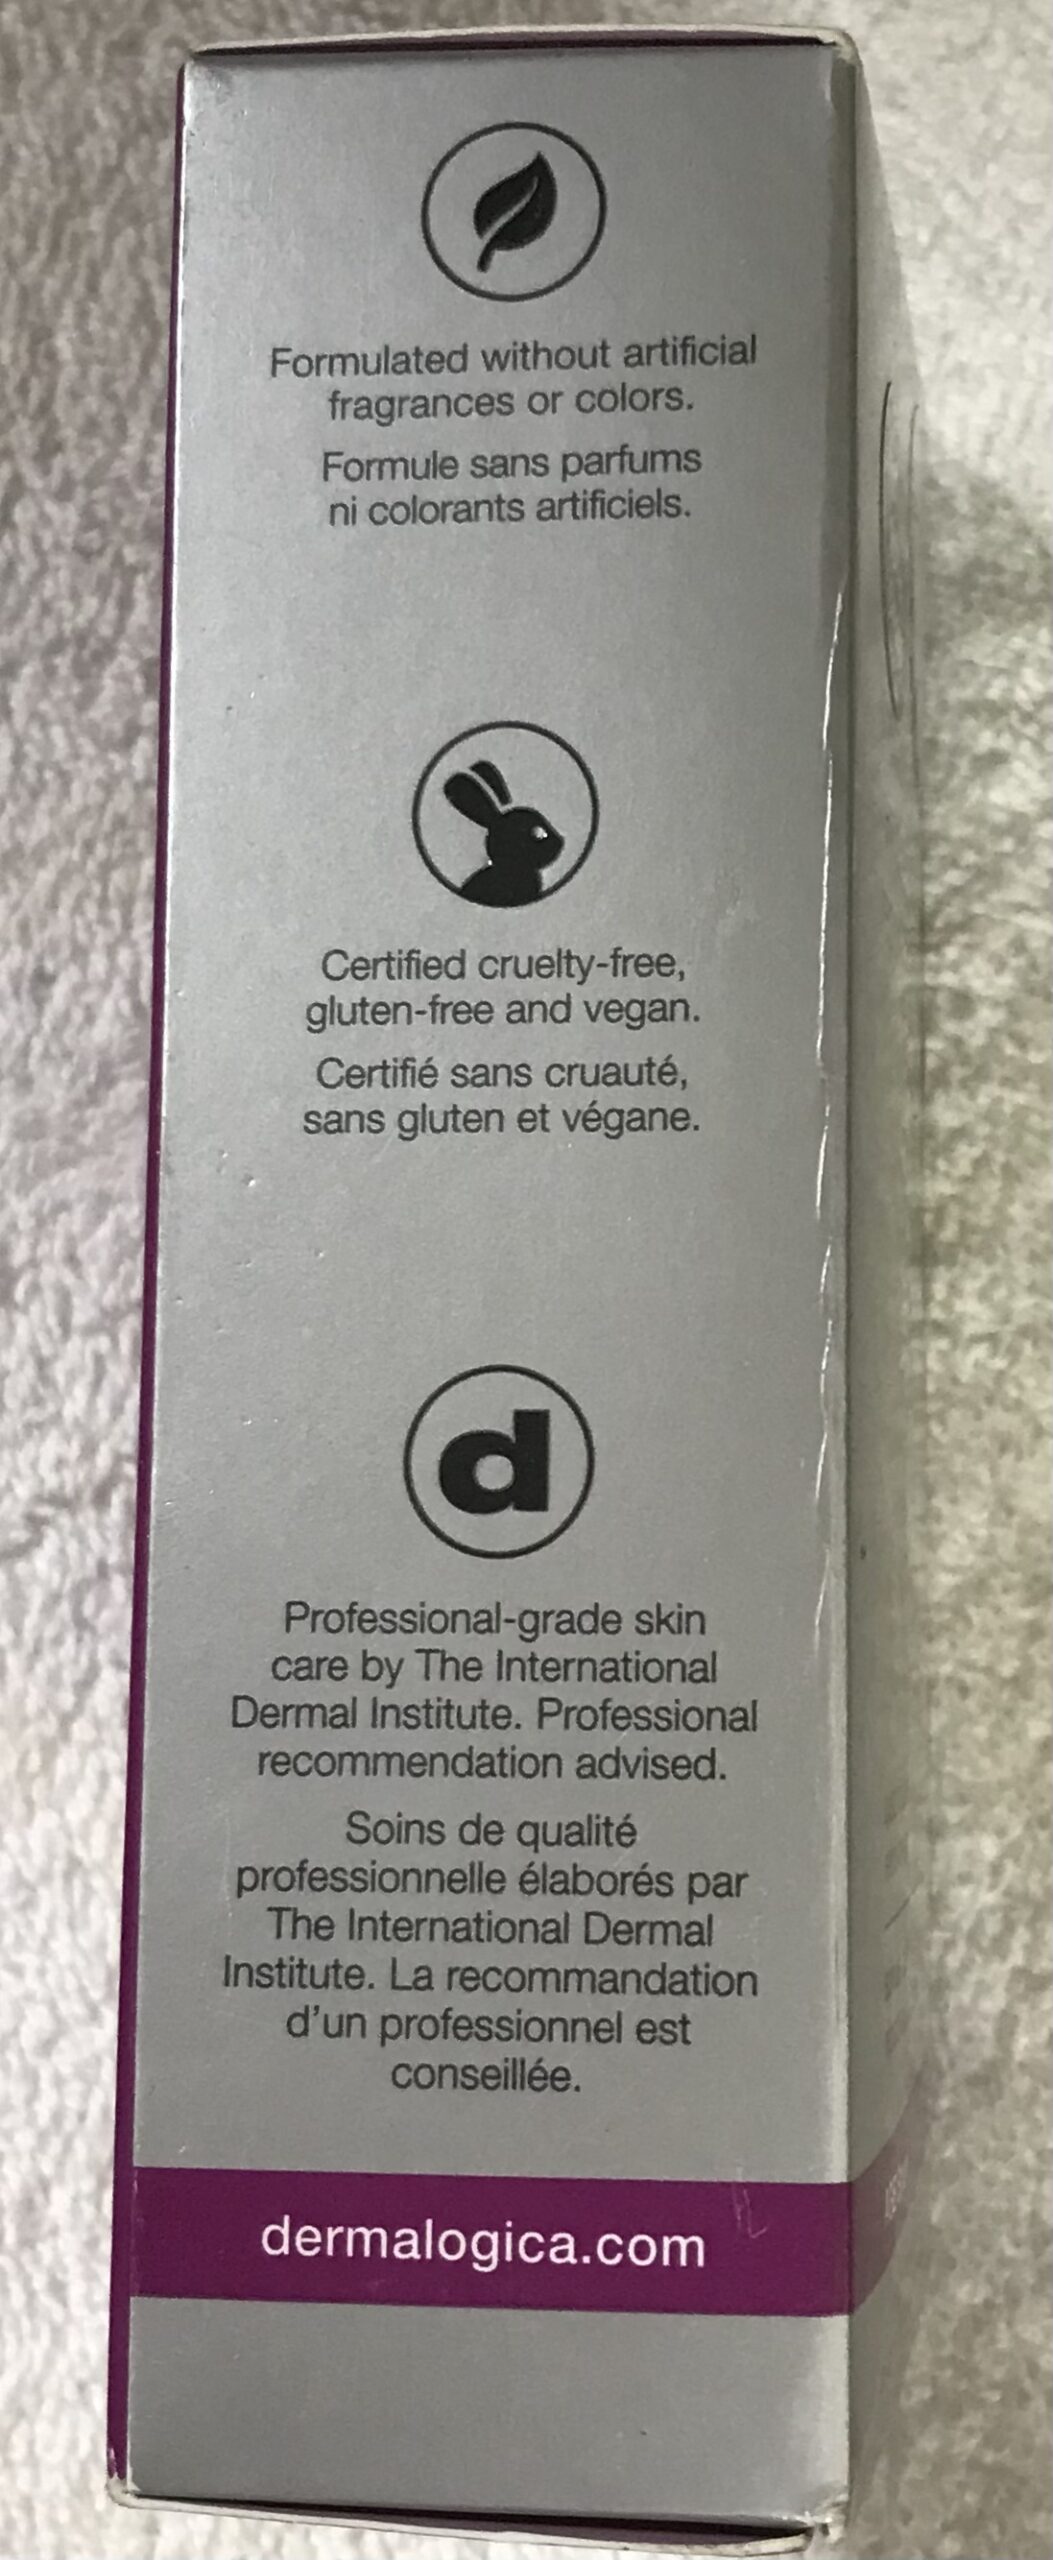 Formulated without artificial
fragrances or colors.
Formule sans parfums
ni colorants artificiels.
Certified cruelty-free,
gluten-free and vegan.
Certifié sans cruauté,
sans gluten et végane.
d
Professional-grade skin
care by The International
Dermal Institute. Professional
recommendation advised.
Soins de qualité
professionnelle élaborés par
The International Dermal
Institute. La recommandation
d'un professionnel est
conseillée.
dermalogica.com